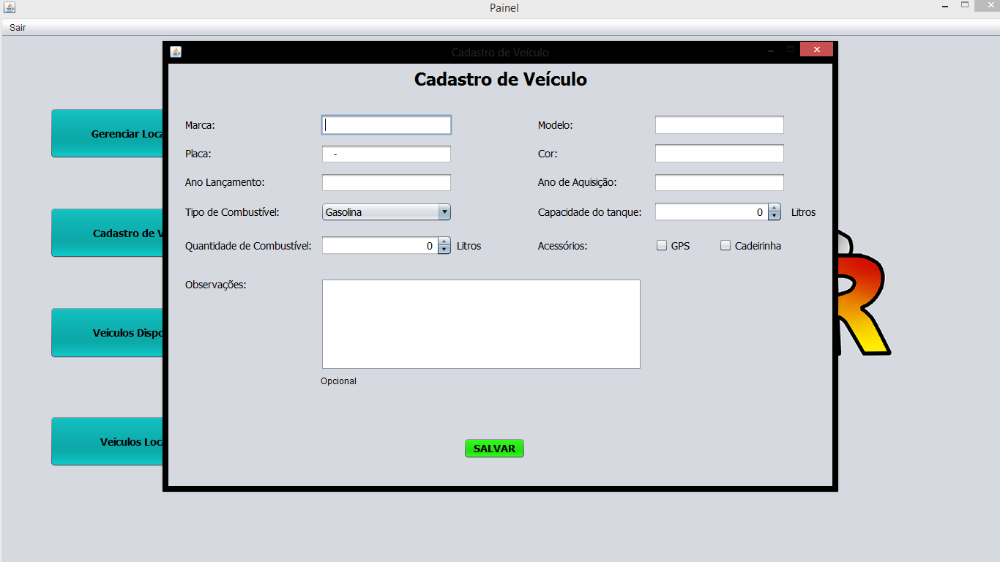 Painel
Sair
Cadastro de Veículo
Cadastro de Veículo
Marca:
Modelo:
Placa:
-
Cor:
Ano Lançamento:
Ano de Aquisição:
Tipo de Combustível:
Gasolina
Capacidade do tanque:
0
Litros
Quantidade de Combustível:
0
Litros
Acessórios:
GPS
Cadeirinha
Observações:
Opcional
SALVAR
Gerenciar Loca
Cadastro de V
Veículos Dispo
Veículos Loc
R